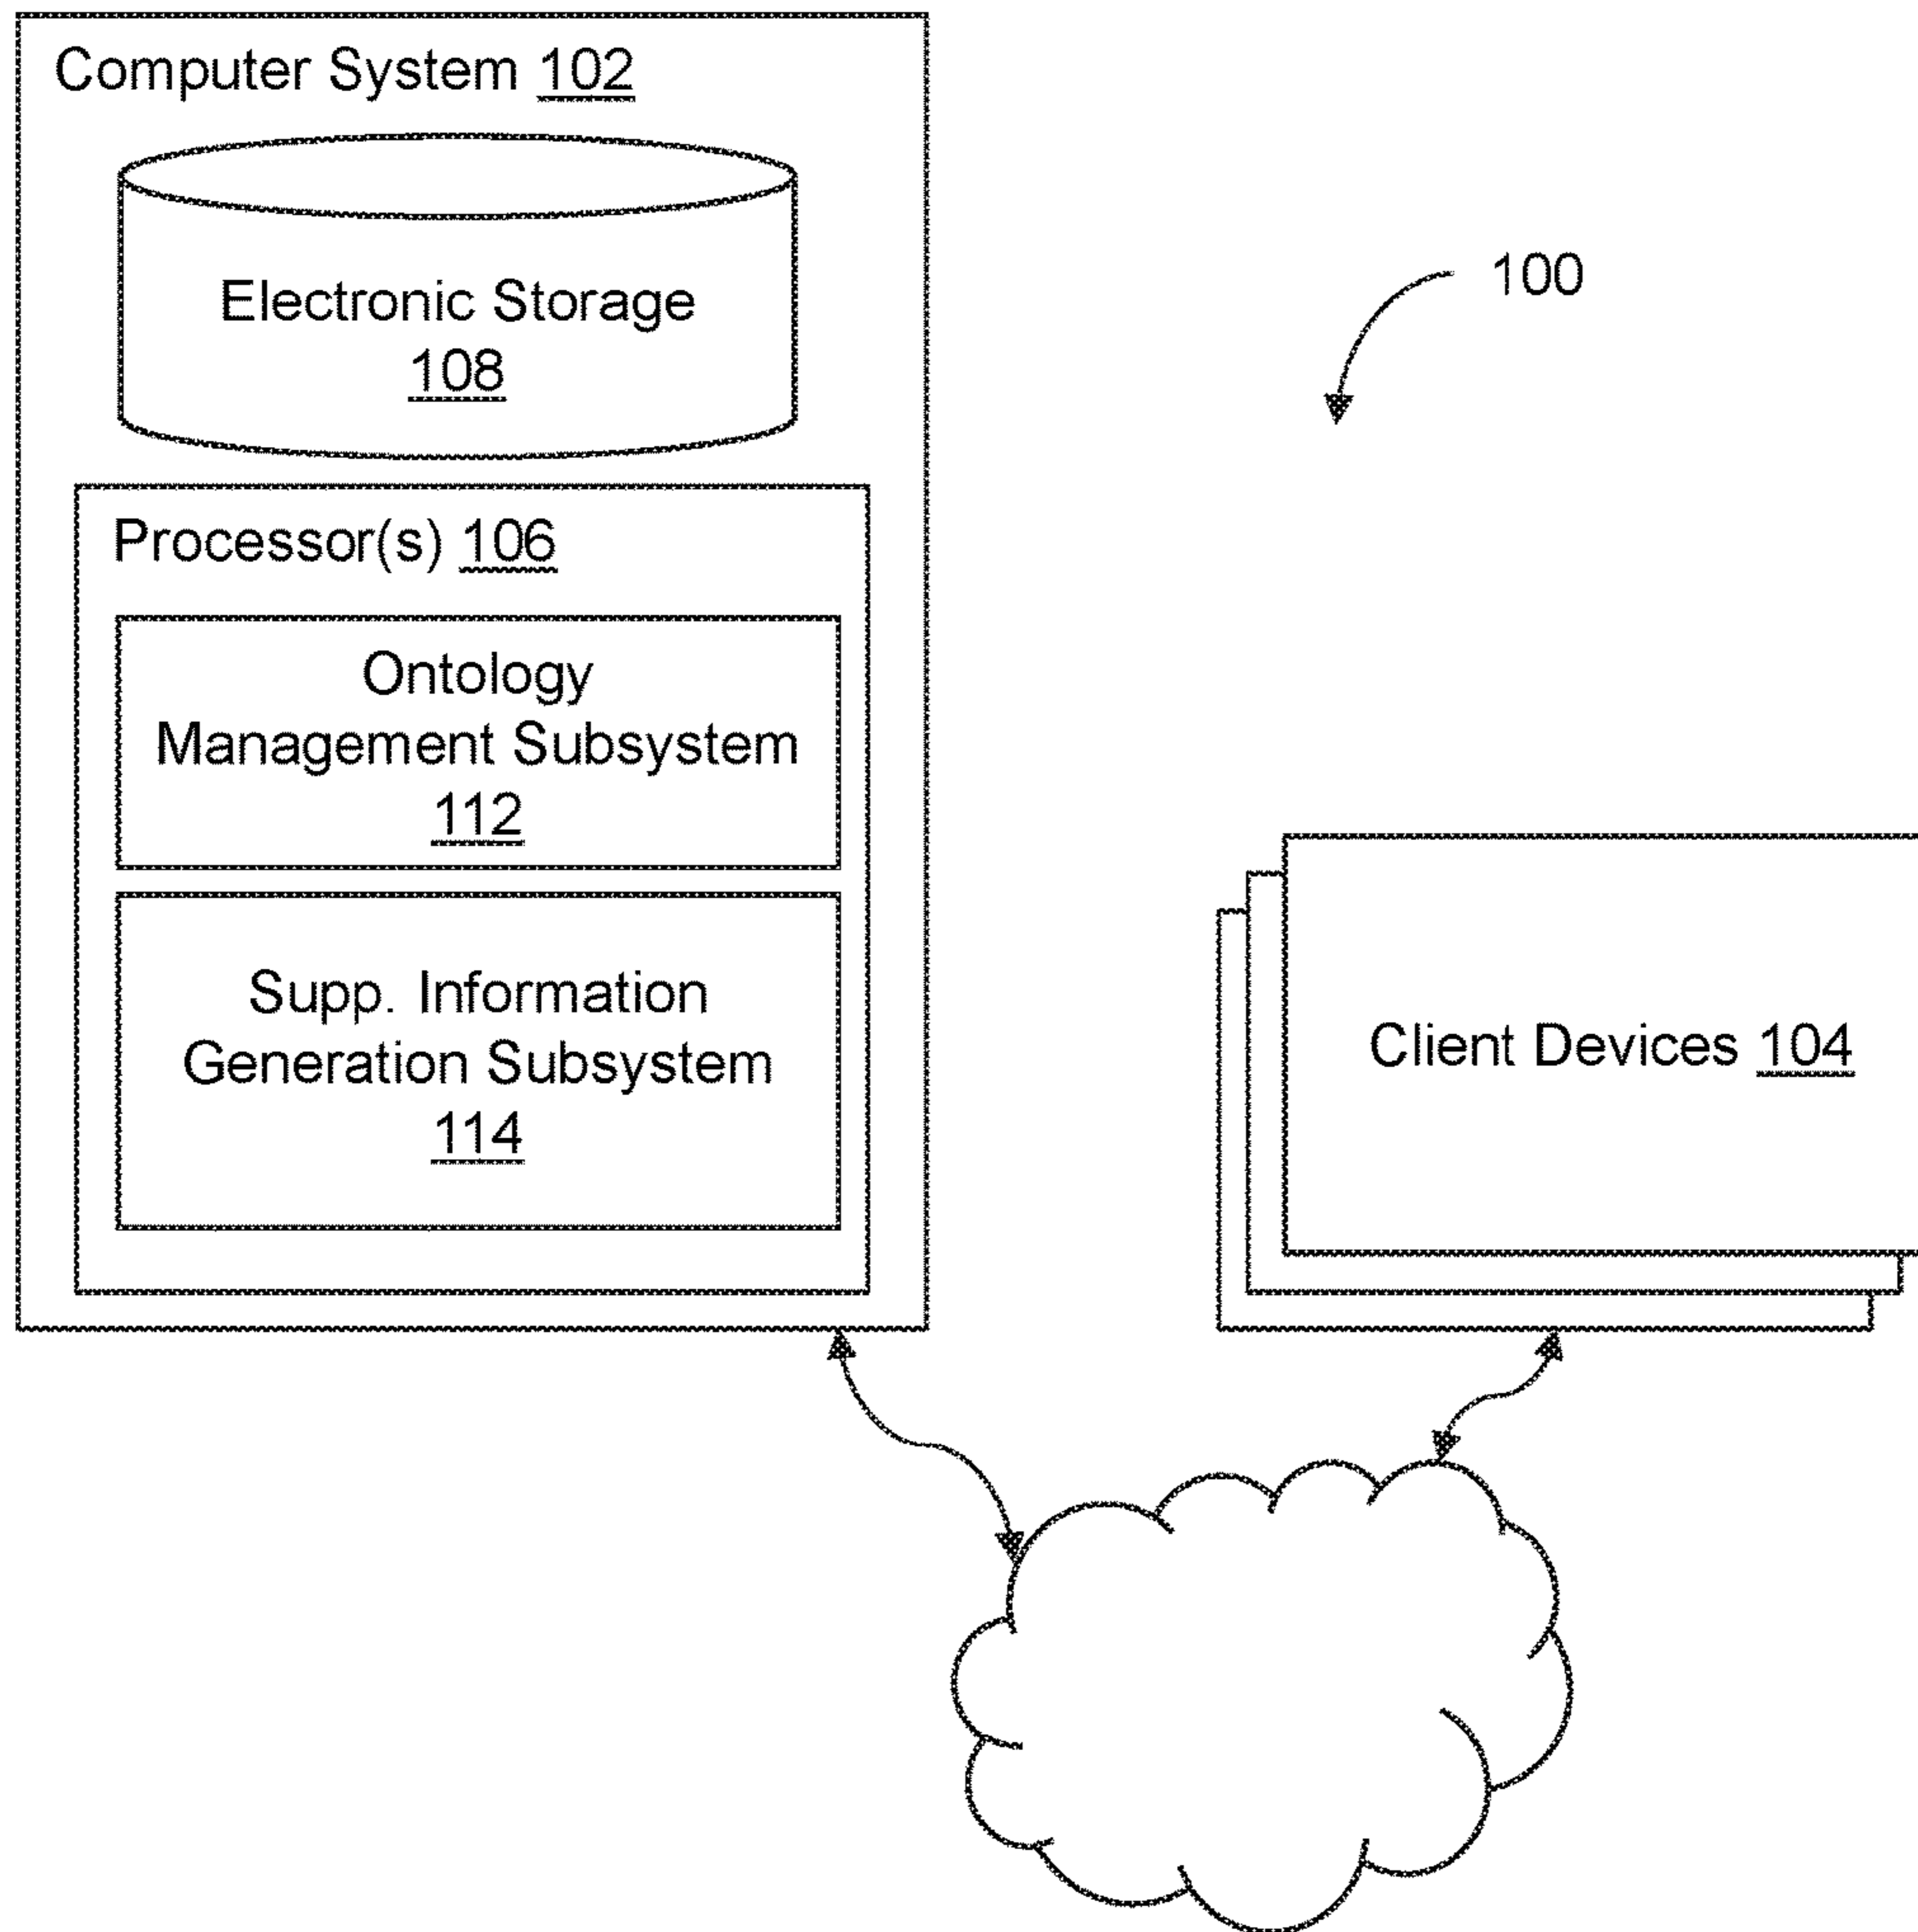 Computer System 102
Electronic Storage
108
100
Processor(s) 106
Ontology
Management Subsystem
112
Supp. Information
Generation Subsystem
114
Client Devices 104